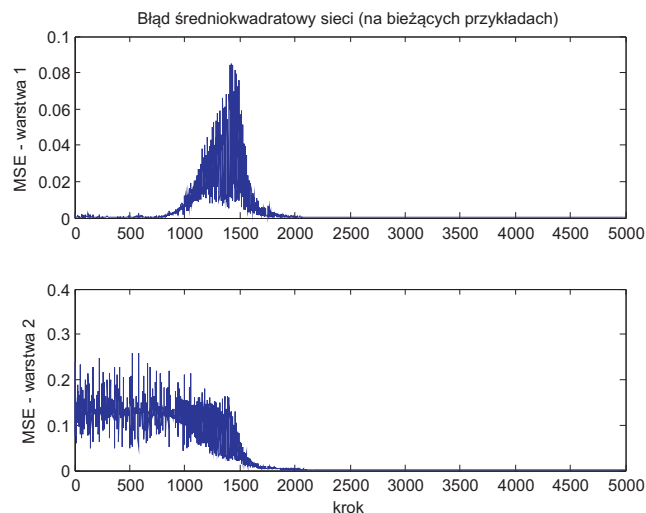 Błąd średniokwadratowy sieci (na bieżących przykładach)
0.1
0.08
0.06
0.04
0.02
0
MSE - warstwa 1
0 500 1000 1500 2000 2500 3000 3500 4000 4500 5000
0.4
0.3
0.2
0.1
0
MSE - warstwa 2
0 500 1000 1500 2000 2500 3000 3500 4000 4500 5000
krok